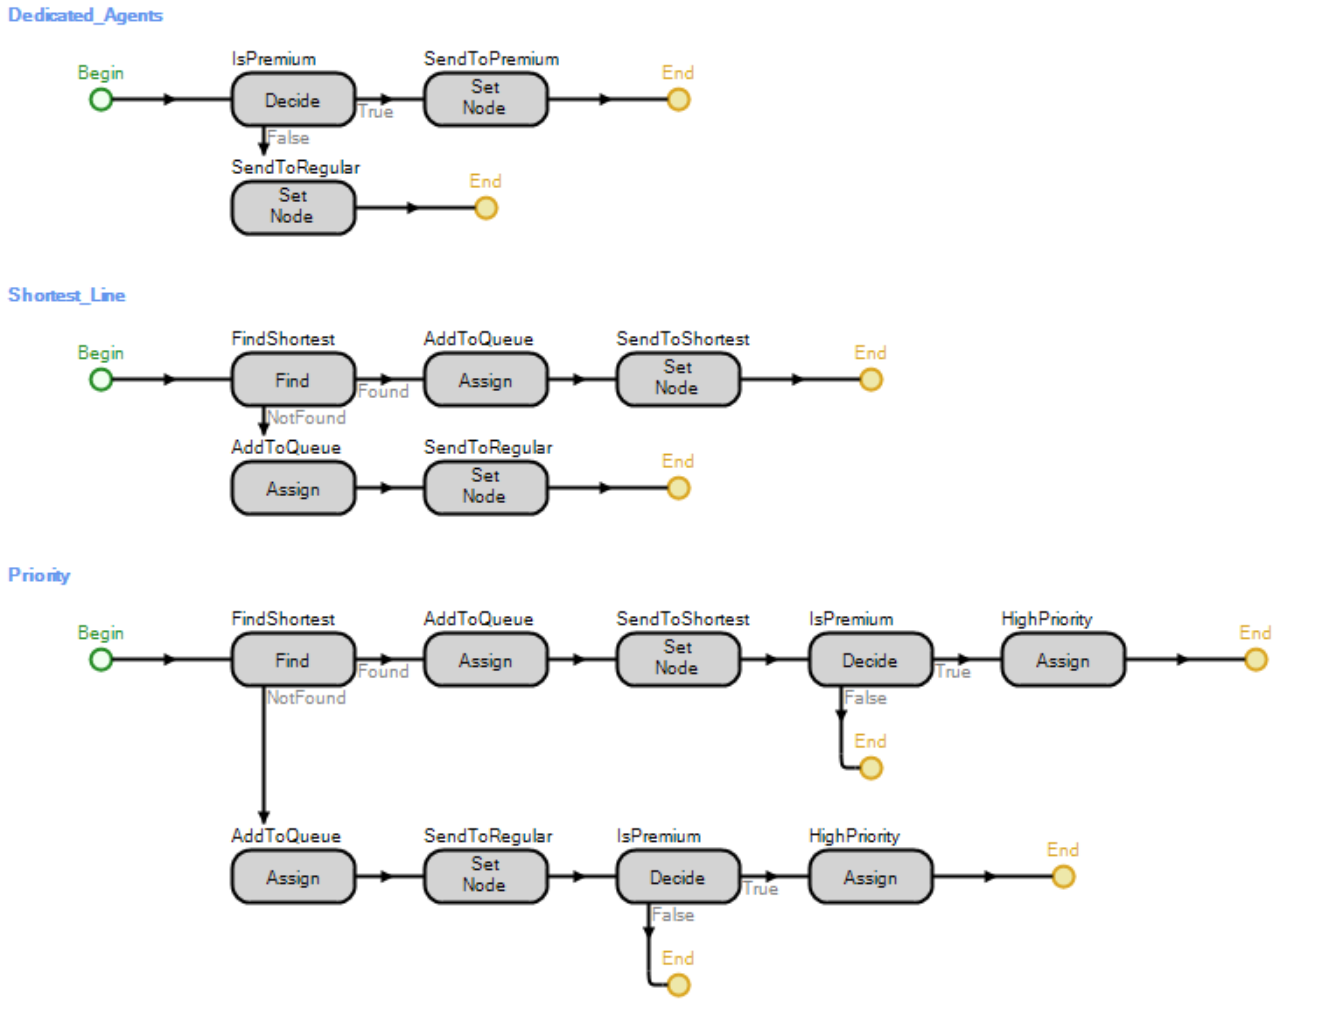 Dedicated_Agents
IsPremium
SendToPremium
Begin
End
Decide
Set
Node
True
False
SendToRegular
End
Set
Node
Shortest_Line
FindShortest
AddToQueue
SendToShortest
Begin
End
Find
Assign
Set
Node
Found
NotFound
AddToQueue
SendToRegular
End
Assign
Set
Node
Priority
FindShortest
AddToQueue
SendToShortest
IsPremium
HighPriority
Begin
End
Find
Assign
Set
Node
Decide
Assign
Found
True
NotFound
False
End
AddToQueue
SendToRegular
IsPremium
HighPriority
End
Assign
Set
Node
Decide
Assign
True
False
End